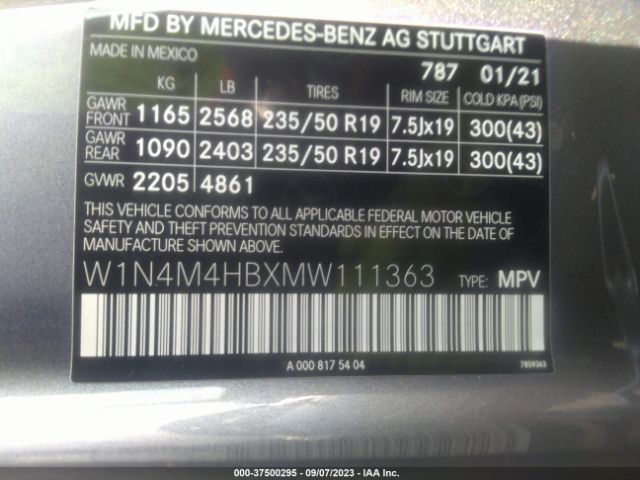 MFD BY MERCEDES-BENZ AG STUTTGART
MADE IN MEXICO
787 01/21
KG LB TIRES RIM SIZE COLD KPA(PSI)
GAWR FRONT 1165 2568 235/50 R19 7.5Jx19 300(43)
GAWR REAR 1090 2403 235/50 R19 7.5Jx19 300(43)
GVWR 2205 4861
THIS VEHICLE CONFORMS TO ALL APPLICABLE FEDERAL MOTOR VEHICLE
SAFETY AND THEFT PREVENTION STANDARDS IN EFFECT ON THE DATE OF
MANUFACTURE SHOWN ABOVE.
W1N4M4HBXMW111363 TYPE: MPV
A 000 817 54 04 7859363
000-37500295 - 09/07/2023 - IAA Inc.